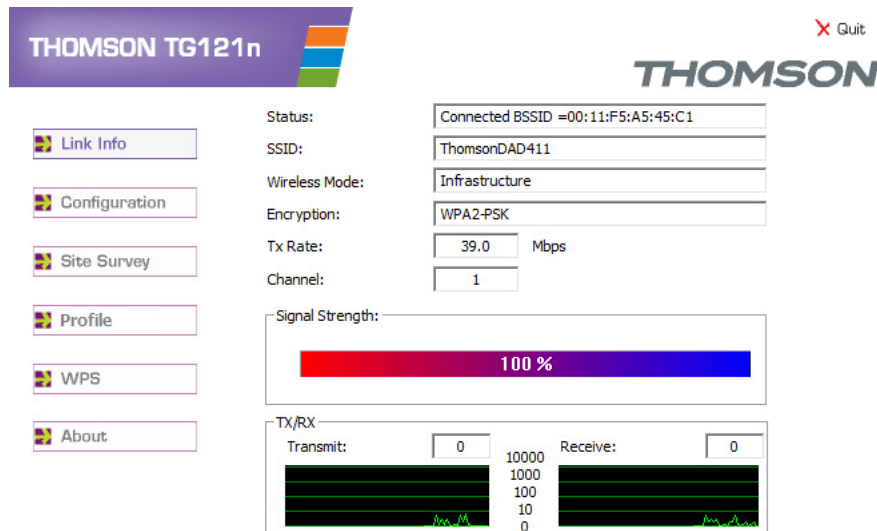 THOMSON TG121n
Quit
THOMSON
Link Info
Configuration
Site Survey
Profile
WPS
About
Status: Connected BSSID =00:11:F5:A5:45:C1
SSID: ThomsonDAD411
Wireless Mode: Infrastructure
Encryption: WPA2-PSK
Tx Rate: 39.0 Mbps
Channel: 1
Signal Strength:
100 %
TX/RX
Transmit: 0
Receive: 0
10000
1000
100
10
0